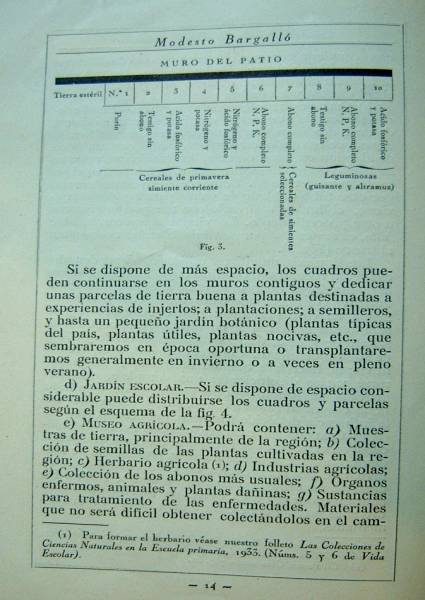 Modesto Bargalló
MURO DEL PATIO
Tierra estéril N.º 1 2 3 4 5 6 7 8 9 10
Purín
Testigo sin
abono
Acido fosfórico
y potasa
Nitrógeno y
potasa
Nitrógeno y
ácido fosfórico
Abono completo
N. P. K.
Abono completo
Testigo sin
abono
Abono completo
N. P. K.
Acido fosfórico
y potasa
Cereales de primavera
simiente corriente
Cereales de simientes
seleccionadas
Leguminosas
(guisante y altramus)
Fig. 3.
Si se dispone de más espacio, los cuadros pue-
den continuarse en los muros contiguos y dedicar
unas parcelas de tierra buena a plantas destinadas a
experiencias de injertos; a plantaciones; a semilleros,
y hasta un pequeño jardín botánico (plantas típicas
del país, plantas útiles, plantas nocivas, etc., que
sembraremos en época oportuna o transplantare-
mos generalmente en invierno o a veces en pleno
verano).
d) JARDÍN ESCOLAR.—Si se dispone de espacio con-
siderable puede distribuírse los cuadros y parcelas
según el esquema de la fig. 4.
e) MUSEO AGRÍCOLA.—Podrá contener: a) Mues-
tras de tierra, principalmente de la región; b) Colec-
ción de semillas de las plantas cultivadas en la re-
gión; c) Herbario agrícola (1); d) Industrias agrícolas;
e) Colección de los abonos más usuales; f) Organos
enfermos, animales y plantas dañinas; g) Sustancias
para tratamiento de las enfermedades. Materiales
que no será difícil obtener colectándolos en el cam-
(1) Para formar el herbario véase nuestro folleto Las Colecciones de
Ciencias Naturales en la Escuela primaria, 1933. (Núms. 5 y 6 de Vida
Escolar).
— 14 —